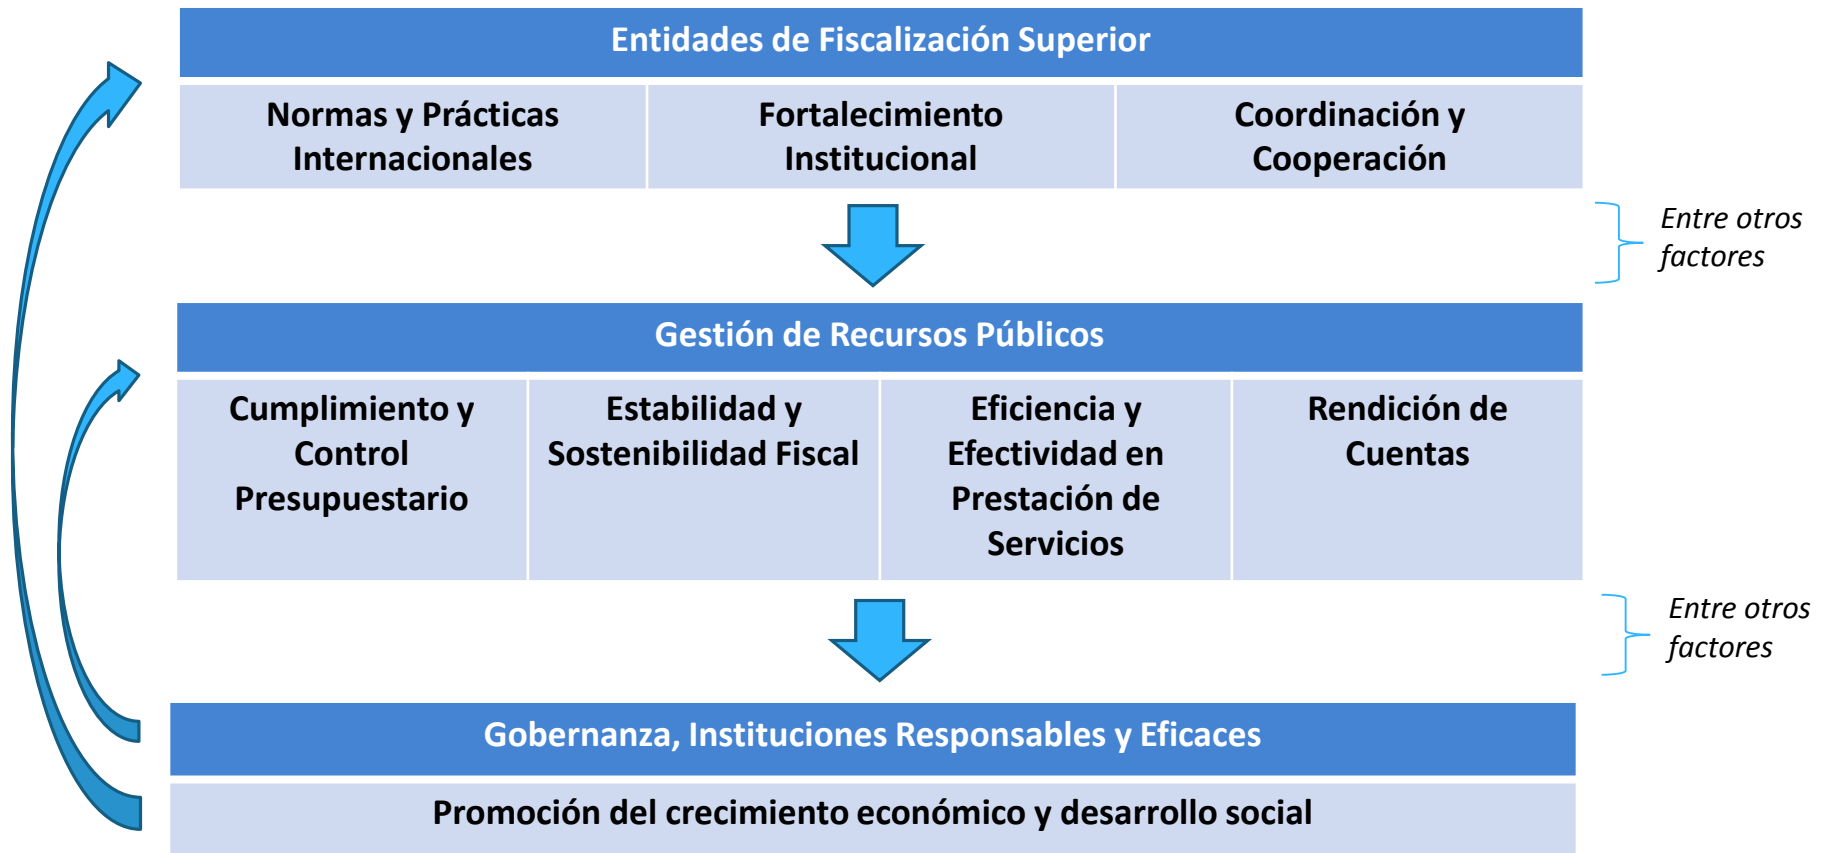 Entidades de Fiscalización Superior
Normas y Prácticas
Internacionales
Fortalecimiento
Institucional
Coordinación y
Cooperación
Entre otros
factores
Gestión de Recursos Públicos
Cumplimiento y
Control
Presupuestario
Estabilidad y
Sostenibilidad Fiscal
Eficiencia y
Efectividad en
Prestación de
Servicios
Rendición de
Cuentas
Entre otros
factores
Gobernanza, Instituciones Responsables y Eficaces
Promoción del crecimiento económico y desarrollo social